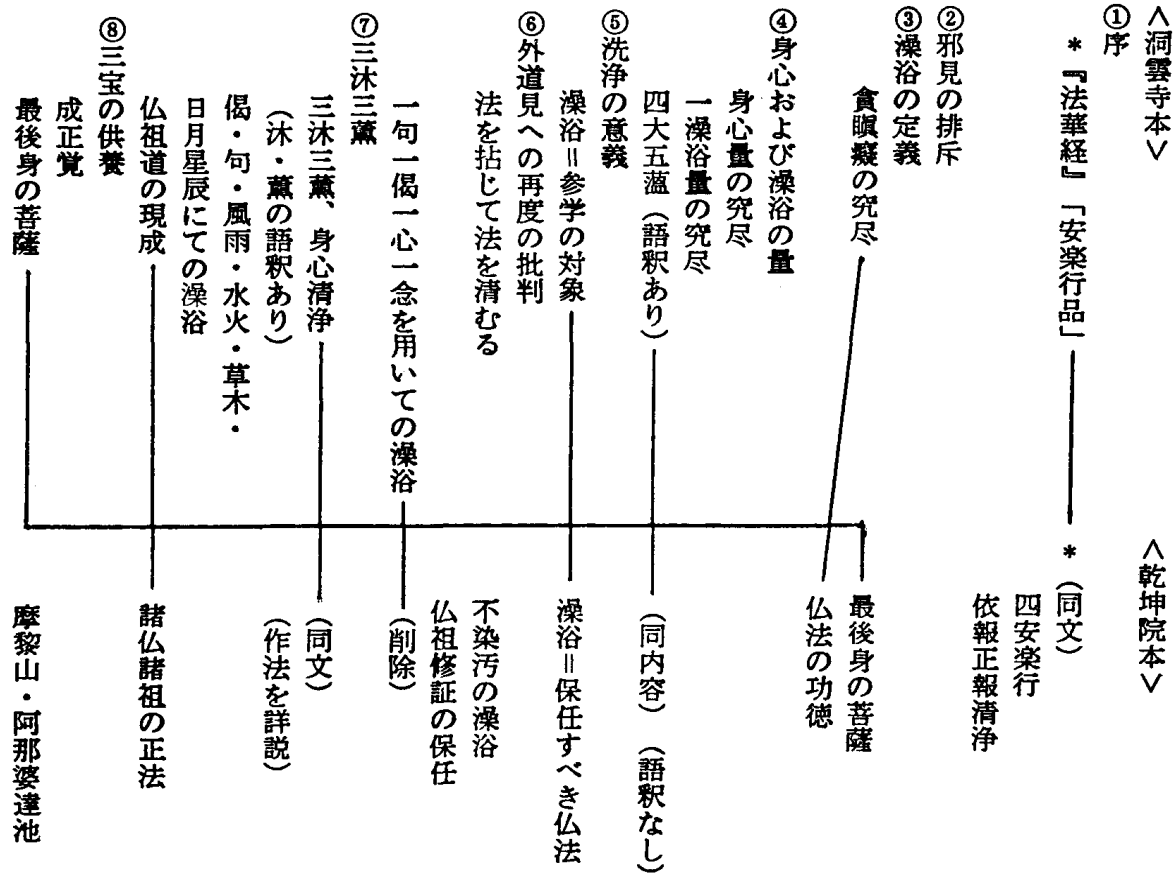 ＜洞雲寺本＞
①序
＊『法華経』「安楽行品」
②邪見の排斥
③澡浴の定義
貪瞋癡の究尽
④身心および澡浴の量
身心量の究尽
一澡浴量の究尽
四大五薀（語釈あり）
⑤洗浄の意義
澡浴＝参学の対象
⑥外道見への再度の批判
法を拈じて法を清むる
一句一偈一心一念を用いての澡浴
⑦三沐三薫
三沐三薫、身心清浄
（沐・薫の語釈あり）
偈・句・風雨・水火・草木・
日月星辰にての澡浴
仏祖道の現成
⑧三宝の供養
成正覚
最後身の菩薩
＜乾坤院本＞
＊（同文）
四安楽行
依報正報清浄
最後身の菩薩
仏法の功徳
（同内容）（語釈なし）
澡浴＝保任すべき仏法
不染汚の澡浴
仏祖修証の保任
（削除）
（同文）
（作法を詳説）
諸仏諸祖の正法
摩黎山・阿那婆達池